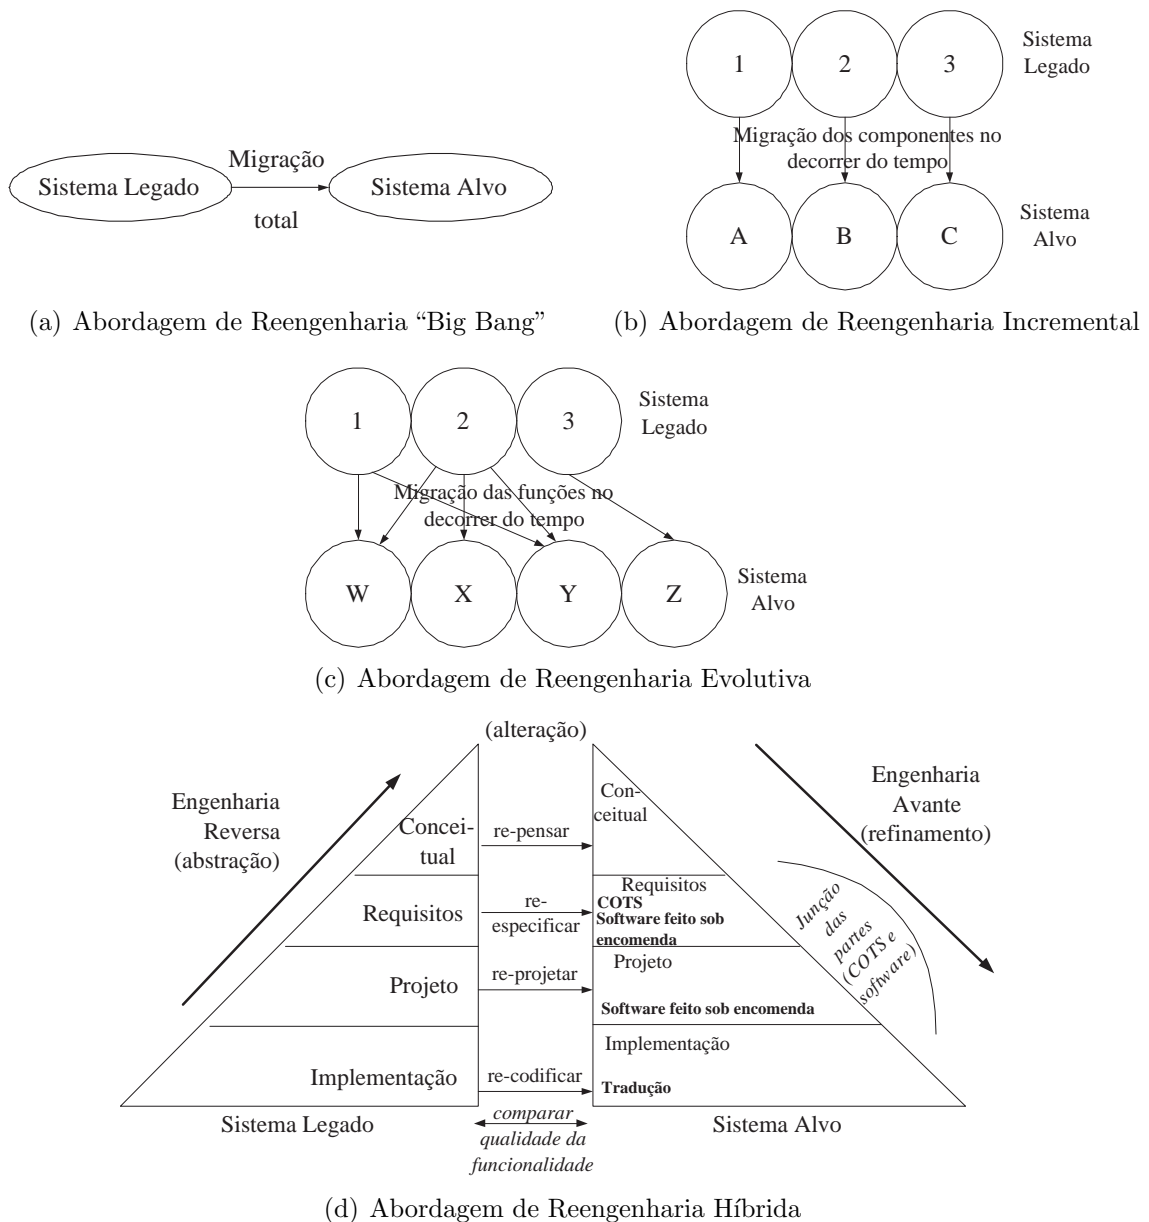 Sistema Legado
Migração
total
Sistema Alvo
(a) Abordagem de Reengenharia “Big Bang”
1
2
3
Sistema
Legado
Migração dos componentes no
decorrer do tempo
A
B
C
Sistema
Alvo
(b) Abordagem de Reengenharia Incremental
1
2
3
Sistema
Legado
Migração das funções no
decorrer do tempo
W
X
Y
Z
Sistema
Alvo
(c) Abordagem de Reengenharia Evolutiva
(alteração)
Engenharia
Reversa
(abstração)
Concei-
tual
re-pensar
Con-
ceitual
Engenharia
Avante
(refinamento)
Requisitos
re-
especificar
Requisitos
COTS
Software feito sob
encomenda
Junção
das
partes
(COTS e
software)
Projeto
re-projetar
Projeto
Software feito sob encomenda
Implementação
re-codificar
Implementação
Tradução
Sistema Legado
comparar
qualidade da
funcionalidade
Sistema Alvo
(d) Abordagem de Reengenharia Híbrida